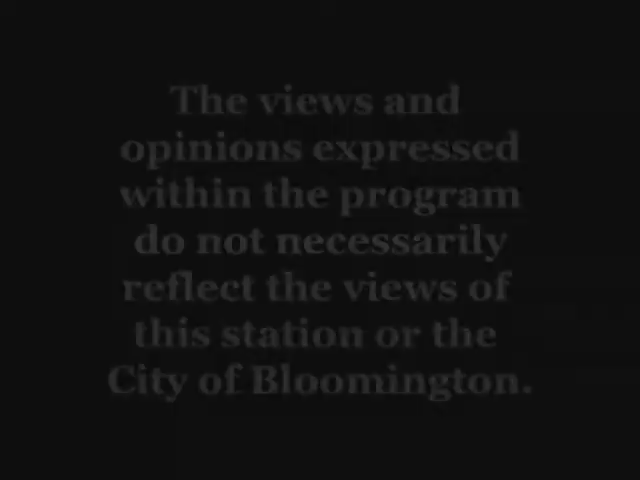 The views and
opinions expressed
within the program
do not necessarily
reflect the views of
this station or the
City of Bloomington.